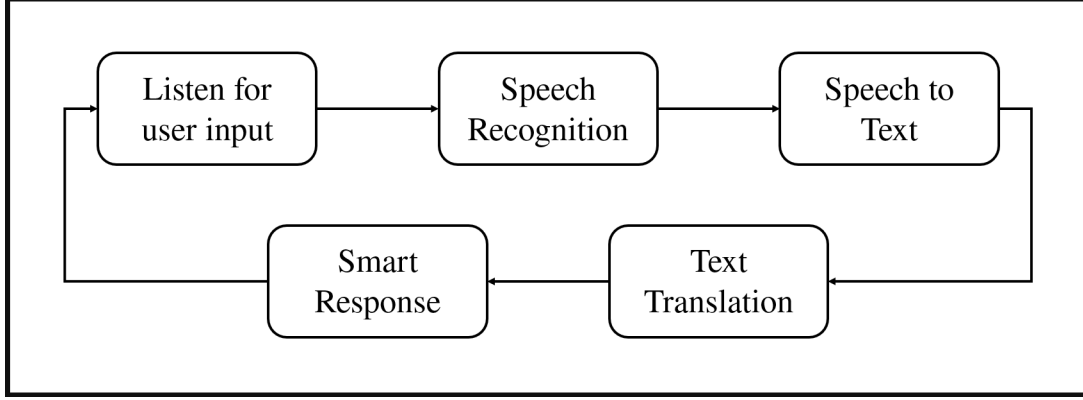 Listen for
user input
Speech
Recognition
Speech to
Text
Smart
Response
Text
Translation